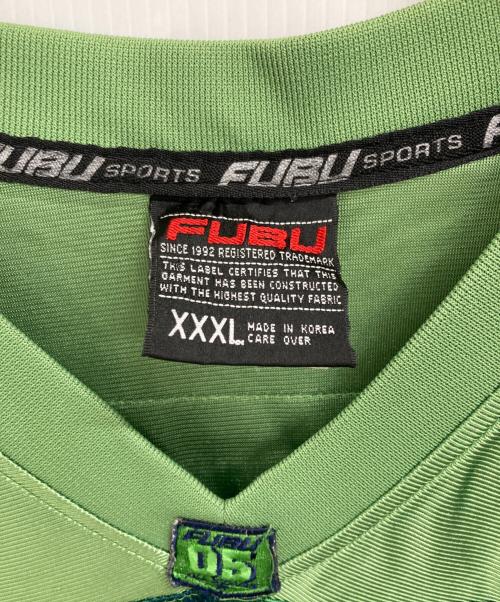 FUBU SPORTS FUBU SPORTS
FUBU
SINCE 1992 REGISTERED TRADEMARK
THIS LABEL CERTIFIES THAT THIS
GARMENT HAS BEEN CONSTRUCTED
WITH THE HIGHEST QUALITY FABRIC
XXXL MADE IN KOREA
CARE OVER
FUBU
05